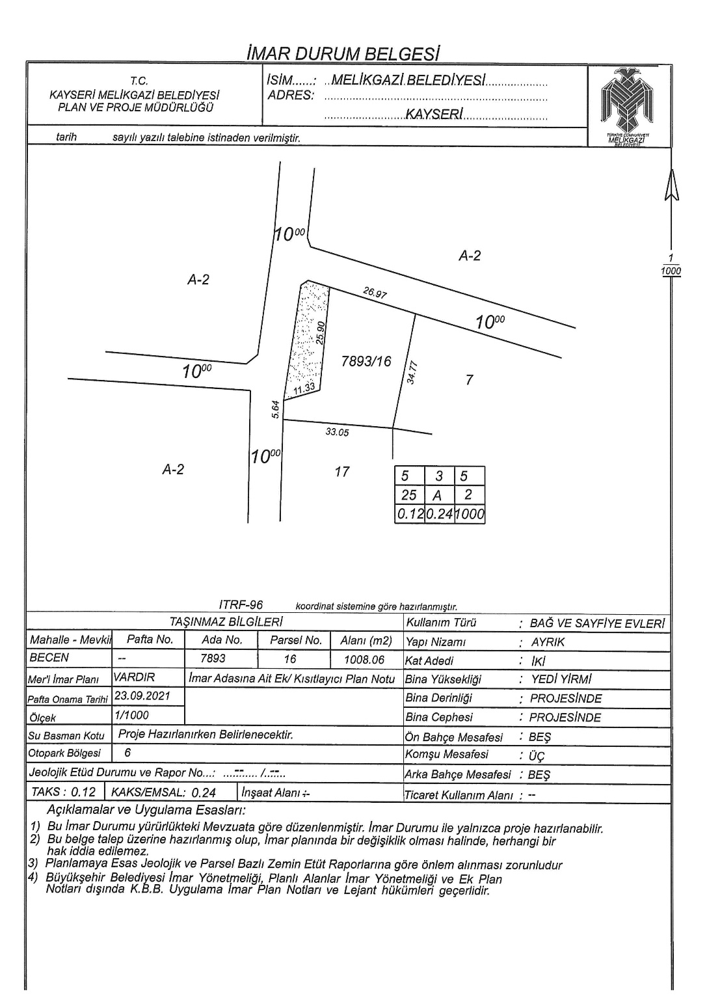 İMAR DURUM BELGESİ
T.C.
KAYSERİ MELİKGAZİ BELEDİYESİ
PLAN VE PROJE MÜDÜRLÜĞÜ
İSİM......: ..MELİKGAZİ BELEDİYESİ...................
ADRES: ......................................................................
.........................KAYSERİ..........................
TÜRKİYE CUMHURİYETİ
MELİKGAZİ
BELEDİYESİ
tarih sayılı yazılı talebine istinaden verilmiştir.
10⁰⁰
A-2
A-2
1
1000
26.97
10⁰⁰
25.90
7893/16
10⁰⁰
34.77
7
11.33
5.64
33.05
10⁰⁰
A-2
17
5 3 5
25 A 2
0.12 0.24 1000
ITRF-96 koordinat sistemine göre hazırlanmıştır.
TAŞINMAZ BİLGİLERİ
Kullanım Türü : BAĞ VE SAYFİYE EVLERİ
Mahalle - Mevkii Pafta No. Ada No. Parsel No. Alanı (m2)
Yapı Nizamı : AYRIK
BECEN -- 7893 16 1008.06
Kat Adedi : İKİ
Mer'i İmar Planı VARDIR İmar Adasına Ait Ek/ Kısıtlayıcı Plan Notu
Bina Yüksekliği : YEDİ YİRMİ
Pafta Onama Tarihi 23.09.2021
Bina Derinliği : PROJESİNDE
Ölçek 1/1000
Bina Cephesi : PROJESİNDE
Su Basman Kotu Proje Hazırlanırken Belirlenecektir.
Ön Bahçe Mesafesi : BEŞ
Otopark Bölgesi 6
Komşu Mesafesi : ÜÇ
Jeolojik Etüd Durumu ve Rapor No...: ...--..... /..--...
Arka Bahçe Mesafesi : BEŞ
TAKS : 0.12 KAKS/EMSAL: 0.24 İnşaat Alanı :-
Ticaret Kullanım Alanı : --
Açıklamalar ve Uygulama Esasları:
1) Bu İmar Durumu yürürlükteki Mevzuata göre düzenlenmiştir. İmar Durumu ile yalnızca proje hazırlanabilir.
2) Bu belge talep üzerine hazırlanmış olup, İmar planında bir değişiklik olması halinde, herhangi bir
hak iddia edilemez.
3) Planlamaya Esas Jeolojik ve Parsel Bazlı Zemin Etüt Raporlarına göre önlem alınması zorunludur
4) Büyükşehir Belediyesi İmar Yönetmeliği, Planlı Alanlar İmar Yönetmeliği ve Ek Plan
Notları dışında K.B.B. Uygulama İmar Plan Notları ve Lejant hükümleri geçerlidir.